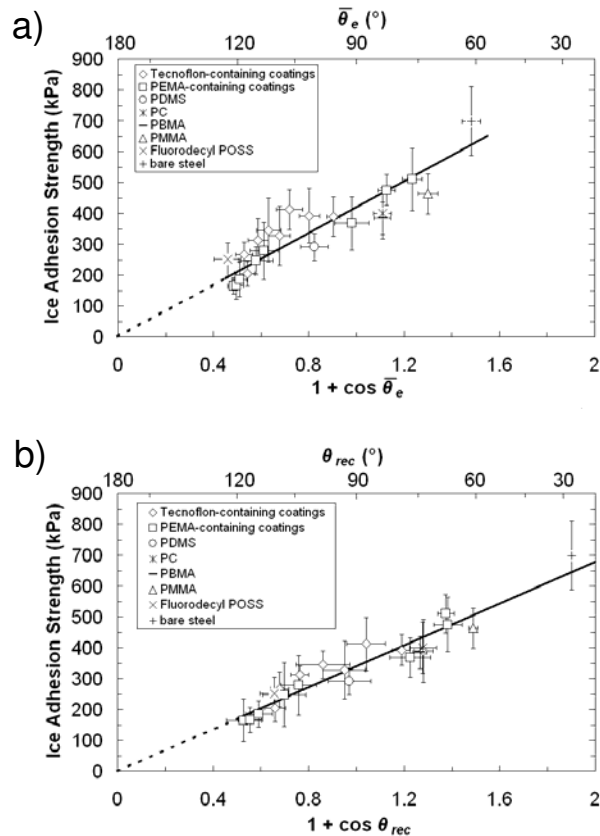 a)
θ̅e (°)
180 120 90 60 30
900
800
700
600
500
400
300
200
100
0
Ice Adhesion Strength (kPa)
Tecnoflon-containing coatings
PEMA-containing coatings
PDMS
PC
PBMA
PMMA
Fluorodecyl POSS
bare steel
0 0.4 0.8 1.2 1.6 2
1 + cos θ̅e
b)
θrec (°)
180 120 90 60 30
900
800
700
600
500
400
300
200
100
0
Ice Adhesion Strength (kPa)
Tecnoflon-containing coatings
PEMA-containing coatings
PDMS
PC
PBMA
PMMA
Fluorodecyl POSS
bare steel
0 0.4 0.8 1.2 1.6 2
1 + cos θrec